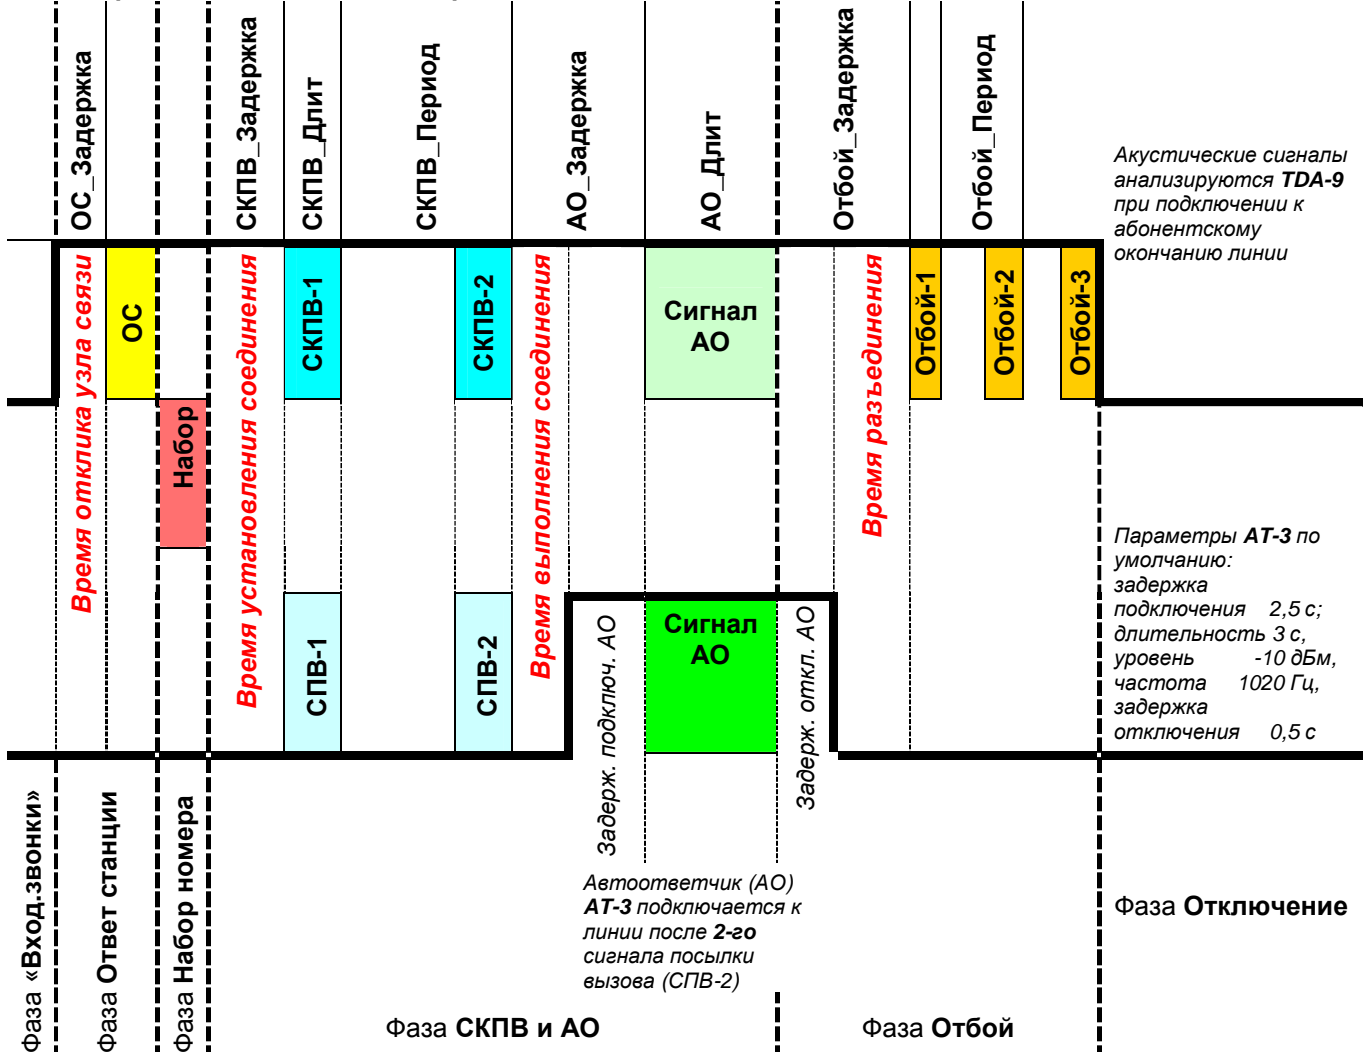 ОС_Задержка
СКПВ_Задержка
СКПВ_Длит
СКПВ_Период
АО_Задержка
АО_Длит
Отбой_Задержка
Отбой_Период
Акустические сигналы
анализируются TDA-9
при подключении к
абонентскому
окончанию линии
Время отклика узла связи
ОС
Набор
Время установления соединения
СКПВ-1
СКПВ-2
Время выполнения соединения
Сигнал
АО
Время разъединения
Отбой-1
Отбой-2
Отбой-3
Параметры АТ-3 по
умолчанию:
задержка
подключения 2,5 с;
длительность 3 с,
уровень -10 дБм,
частота 1020 Гц,
задержка
отключения 0,5 с
СПВ-1
СПВ-2
Задерж. подключ. АО
Сигнал
АО
Задерж. откл. АО
Автоответчик (АО)
АТ-3 подключается к
линии после 2-го
сигнала посылки
вызова (СПВ-2)
Фаза «Вход.звонки»
Фаза Ответ станции
Фаза Набор номера
Фаза СКПВ и АО
Фаза Отбой
Фаза Отключение